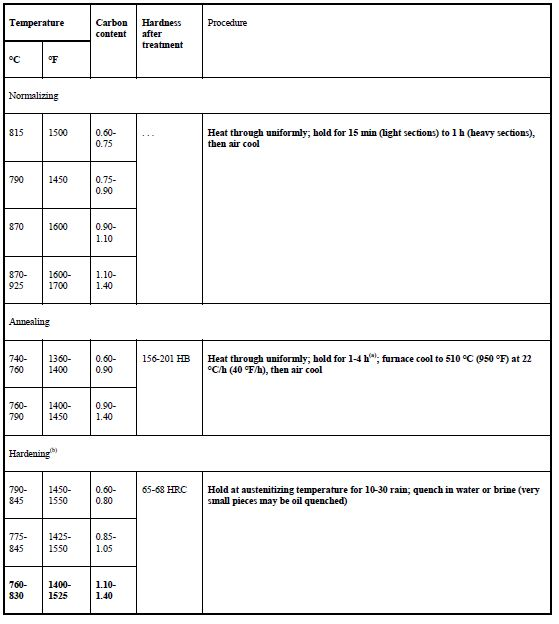 Temperature Carbon content Hardness after treatment Procedure
°C °F
Normalizing
815 1500 0.60-0.75 . . . Heat through uniformly; hold for 15 min (light sections) to 1 h (heavy sections), then air cool
790 1450 0.75-0.90
870 1600 0.90-1.10
870-925 1600-1700 1.10-1.40
Annealing
740-760 1360-1400 0.60-0.90 156-201 HB Heat through uniformly; hold for 1-4 h(a); furnace cool to 510 °C (950 °F) at 22 °C/h (40 °F/h), then air cool
760-790 1400-1450 0.90-1.40
Hardening(b)
790-845 1450-1550 0.60-0.80 65-68 HRC Hold at austenitizing temperature for 10-30 rain; quench in water or brine (very small pieces may be oil quenched)
775-845 1425-1550 0.85-1.05
760-830 1400-1525 1.10-1.40